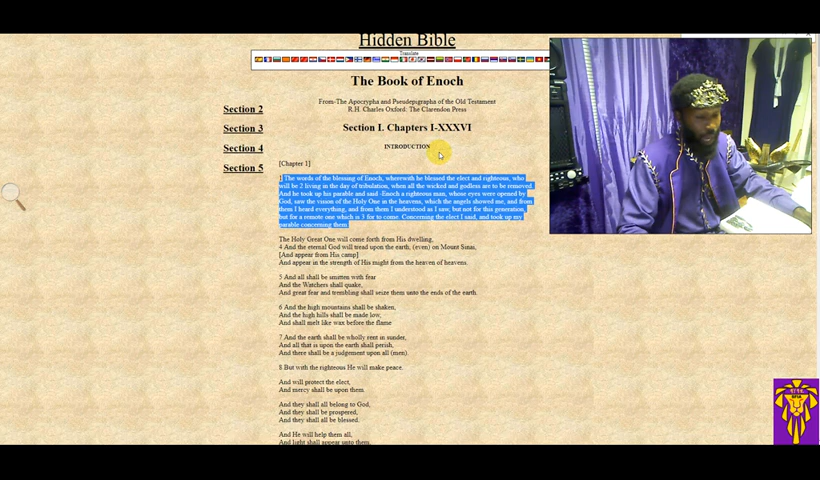 Hidden Bible
Translate
The Book of Enoch
From-The Apocrypha and Pseudepigrapha of the Old Testament
R.H. Charles Oxford: The Clarendon Press
Section I. Chapters I-XXXVI
INTRODUCTION
Section 2
Section 3
Section 4
Section 5
[Chapter 1]
1 The words of the blessing of Enoch, wherewith he blessed the elect and righteous, who
will be 2 living in the day of tribulation, when all the wicked and godless are to be removed.
And he took up his parable and said -Enoch a righteous man, whose eyes were opened by
God, saw the vision of the Holy One in the heavens, which the angels showed me, and from
them I heard everything, and from them I understood as I saw, but not for this generation,
but for a remote one which is 3 for to come. Concerning the elect I said, and took up my
parable concerning them:
The Holy Great One will come forth from His dwelling,
4 And the eternal God will tread upon the earth, (even) on Mount Sinai,
[And appear from His camp]
And appear in the strength of His might from the heaven of heavens.
5 And all shall be smitten with fear
And the Watchers shall quake,
And great fear and trembling shall seize them unto the ends of the earth.
6 And the high mountains shall be shaken,
And the high hills shall be made low,
And shall melt like wax before the flame
7 And the earth shall be wholly rent in sunder,
And all that is upon the earth shall perish,
And there shall be a judgement upon all (men).
8 But with the righteous He will make peace.
And will protect the elect,
And mercy shall be upon them.
And they shall all belong to God,
And they shall be prospered,
And they shall all be blessed.
And He will help them all,
And light shall appear unto them,